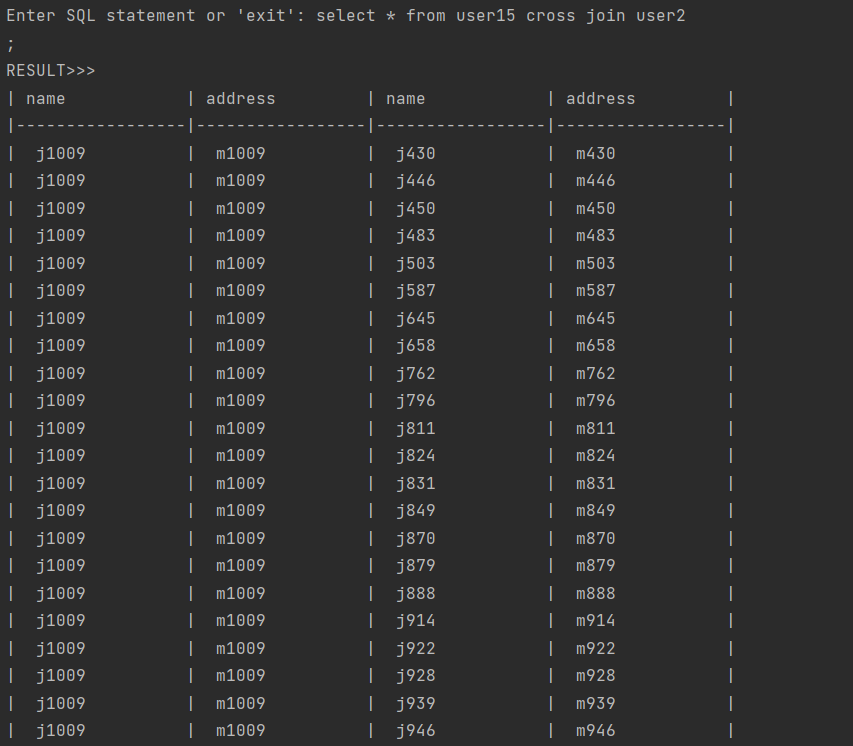 Enter SQL statement or 'exit': select * from user15 cross join user2
;
RESULT>>>
| name            | address         | name            | address         |
|-----------------|-----------------|-----------------|-----------------|
|  j1009          |  m1009          |  j430           |  m430           |
|  j1009          |  m1009          |  j446           |  m446           |
|  j1009          |  m1009          |  j450           |  m450           |
|  j1009          |  m1009          |  j483           |  m483           |
|  j1009          |  m1009          |  j503           |  m503           |
|  j1009          |  m1009          |  j587           |  m587           |
|  j1009          |  m1009          |  j645           |  m645           |
|  j1009          |  m1009          |  j658           |  m658           |
|  j1009          |  m1009          |  j762           |  m762           |
|  j1009          |  m1009          |  j796           |  m796           |
|  j1009          |  m1009          |  j811           |  m811           |
|  j1009          |  m1009          |  j824           |  m824           |
|  j1009          |  m1009          |  j831           |  m831           |
|  j1009          |  m1009          |  j849           |  m849           |
|  j1009          |  m1009          |  j870           |  m870           |
|  j1009          |  m1009          |  j879           |  m879           |
|  j1009          |  m1009          |  j888           |  m888           |
|  j1009          |  m1009          |  j914           |  m914           |
|  j1009          |  m1009          |  j922           |  m922           |
|  j1009          |  m1009          |  j928           |  m928           |
|  j1009          |  m1009          |  j939           |  m939           |
|  j1009          |  m1009          |  j946           |  m946           |